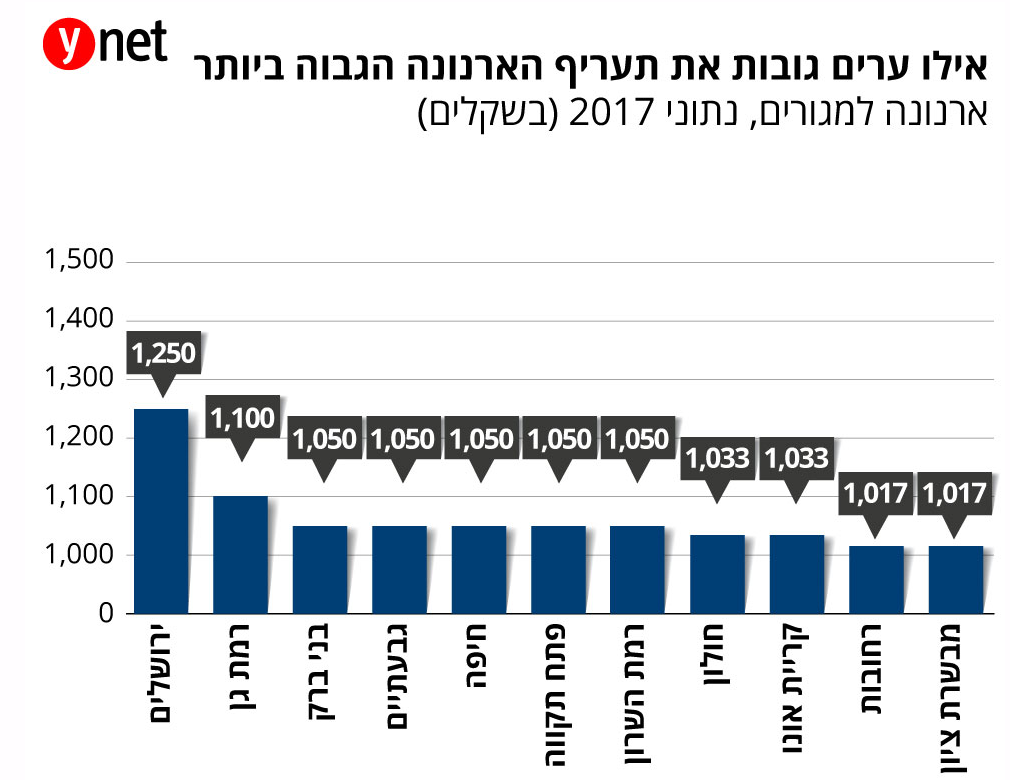 ynet
אילו ערים גובות את תעריף הארנונה הגבוה ביותר
ארנונה למגורים, נתוני 2017 (בשקלים)
1,500
1,400
1,300
1,200
1,100
1,000
0
1,250
1,100
1,050
1,050
1,050
1,050
1,050
1,033
1,033
1,017
1,017
ירושלים
רמת גן
בני ברק
גבעתיים
חיפה
פתח תקווה
רמת השרון
חולון
קריית אונו
רחובות
מבשרת ציון